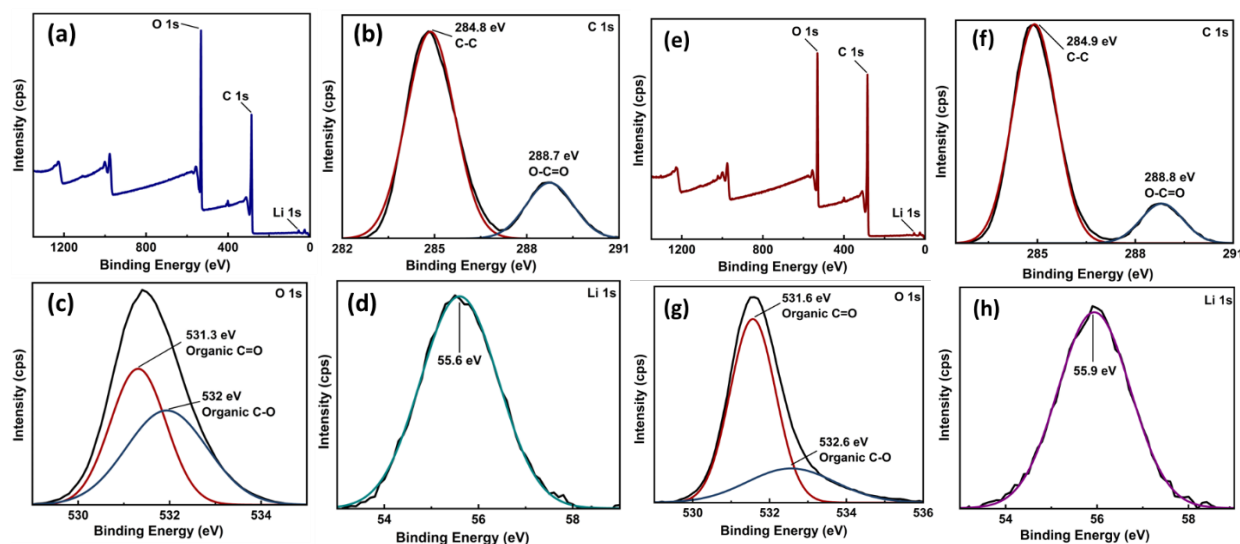 (a)
O 1s
C 1s
Li 1s
Intensity (cps)
1200
800
400
0
Binding Energy (eV)
(b)
284.8 eV
C-C
C 1s
288.7 eV
O-C=O
Intensity (cps)
282
285
288
291
Binding Energy (eV)
(e)
O 1s
C 1s
Li 1s
Intensity (cps)
1200
800
400
0
Binding Energy (eV)
(f)
284.9 eV
C-C
C 1s
288.8 eV
O-C=O
Intensity (cps)
285
288
291
Binding Energy (eV)
(c)
O 1s
531.3 eV
Organic C=O
532 eV
Organic C-O
Intensity (cps)
530
532
534
Binding Energy (eV)
(d)
Li 1s
55.6 eV
Intensity (cps)
54
56
58
Binding Energy (eV)
(g)
O 1s
531.6 eV
Organic C=O
532.6 eV
Organic C-O
Intensity (cps)
530
532
534
536
Binding Energy (eV)
(h)
Li 1s
55.9 eV
Intensity (cps)
54
56
58
Binding Energy (eV)